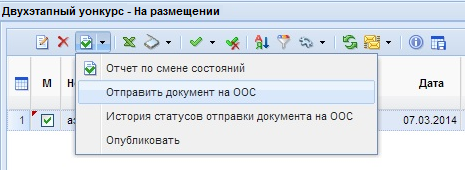 Двухэтапный уонкурс - На размещении
Отчет по смене состояний
М
Н
Отправить документ на ООС
Дата
История статусов отправки документа на ООС
1
аз
07.03.2014
Опубликовать